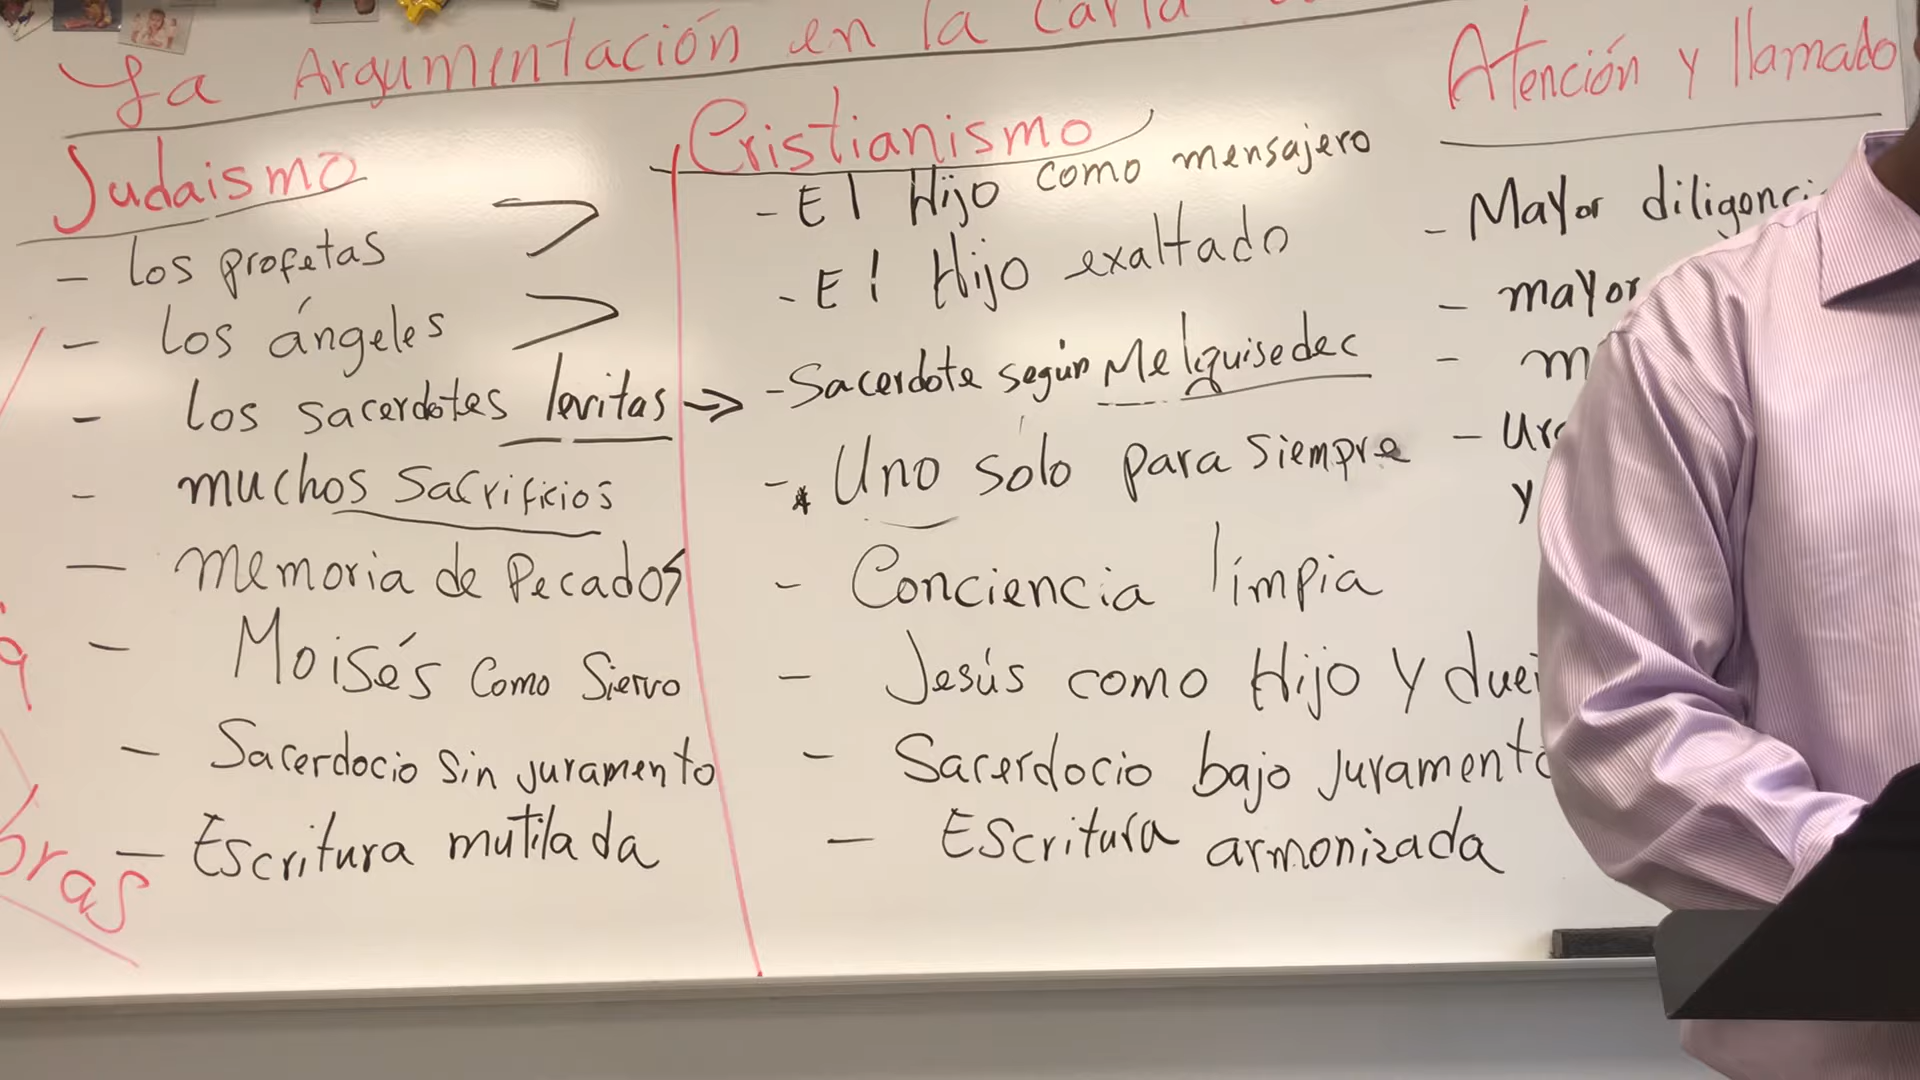 La Argumentación en la Carta
Judaismo
- los profetas
- los ángeles
- los sacerdotes levitas →
- muchos sacrificios
- Memoria de Pecados
- Moisés como Siervo
- Sacerdocio sin juramento
- Escritura mutilada
Cristianismo
- El Hijo como mensajero
- El Hijo exaltado
- Sacerdote según Melquisedec
- * Uno solo para siempre
- Conciencia limpia
- Jesús como Hijo y
- Sacerdocio bajo juramento
- Escritura armonizada
Atención y llamado
- Mayor
- mayor
-
-
y
bras